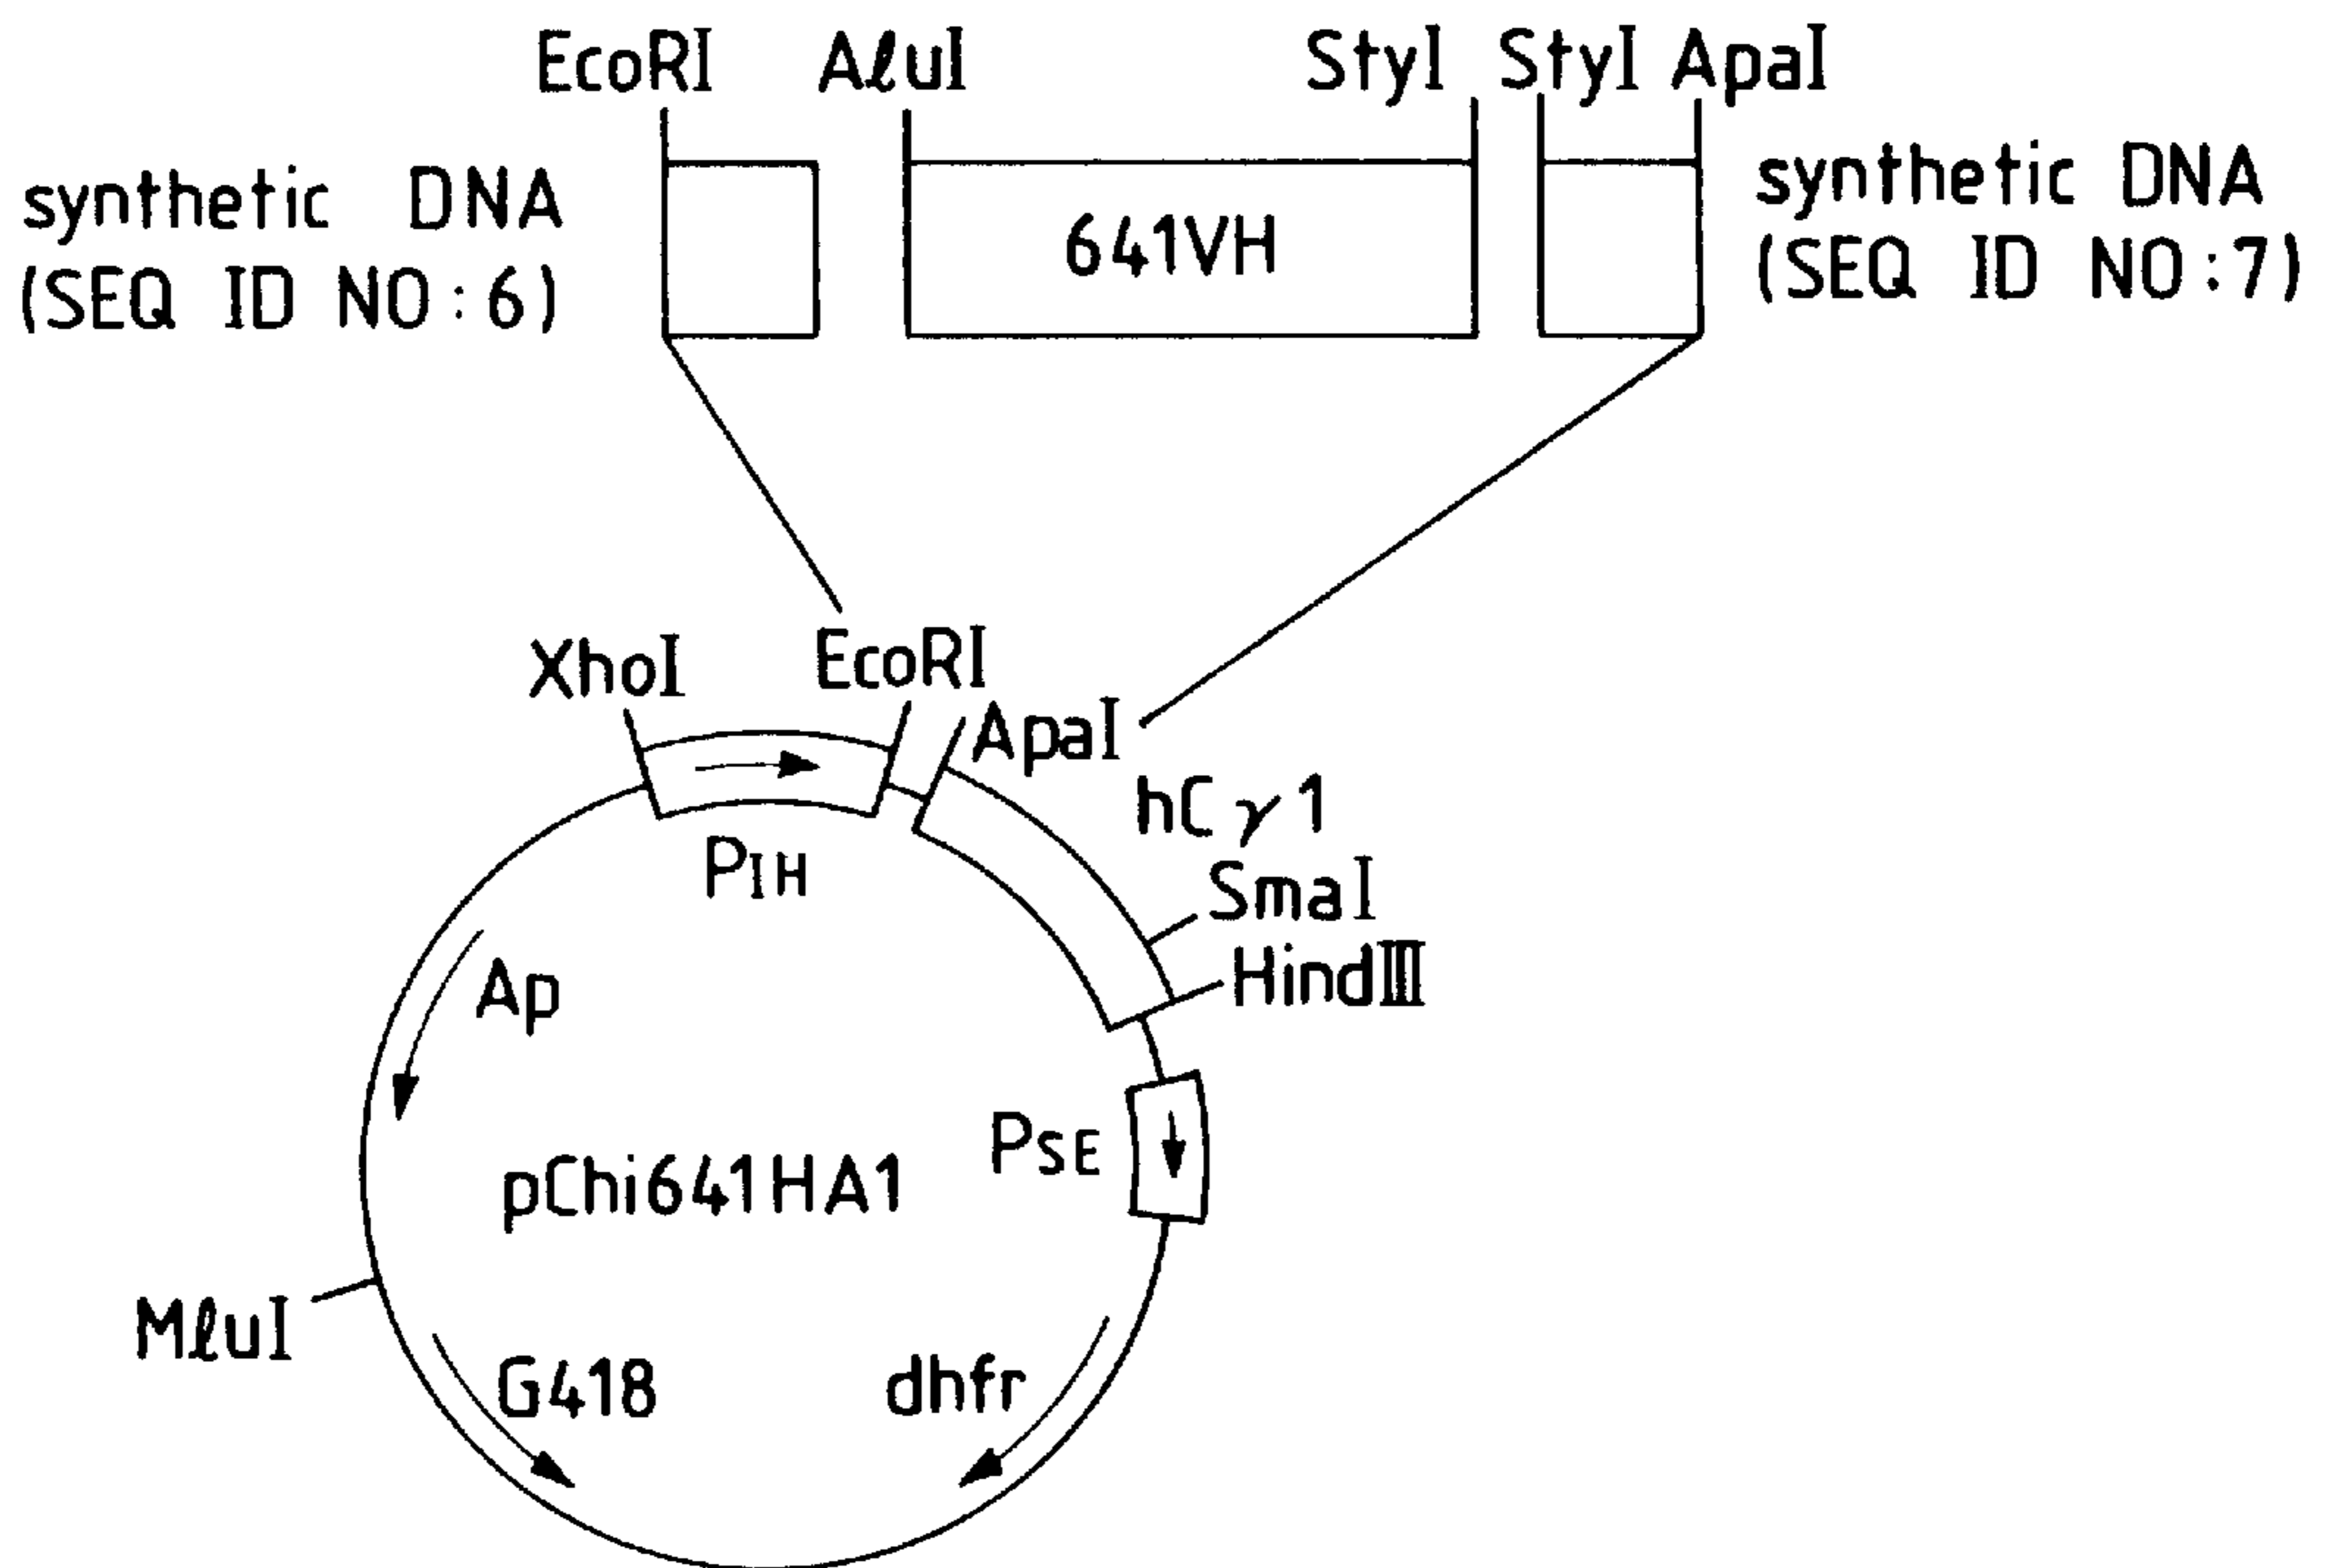 EcoRI AluI StyI StyI ApaI
synthetic DNA
(SEQ ID NO:6)
641VH
synthetic DNA
(SEQ ID NO:7)
XhoI
EcoRI
ApaI
hCγ1
SmaI
HindIII
PIH
Ap
PSE
pChi641HA1
MluI
G418
dhfr